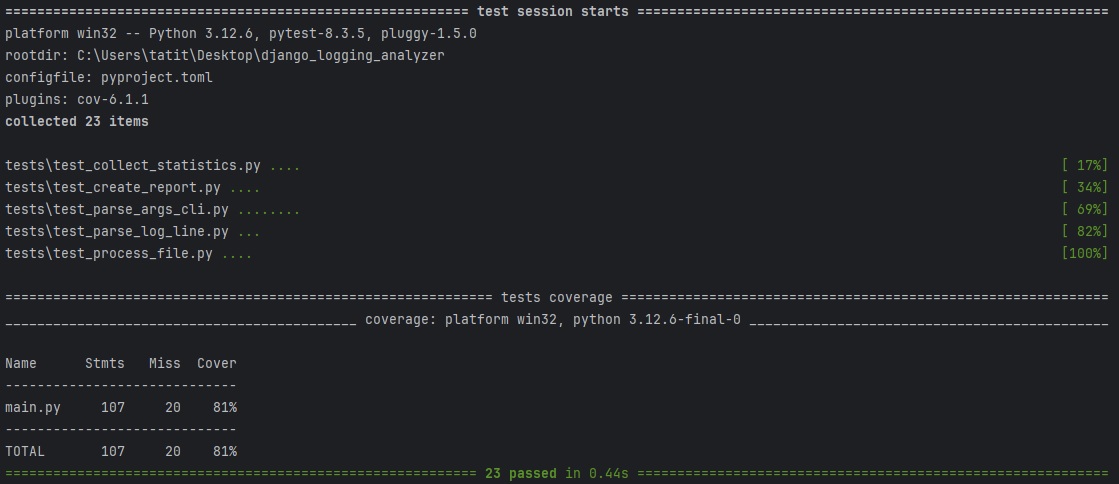 ========================================================== test session starts ===========================================================
platform win32 -- Python 3.12.6, pytest-8.3.5, pluggy-1.5.0
rootdir: C:\Users\tatit\Desktop\django_logging_analyzer
configfile: pyproject.toml
plugins: cov-6.1.1
collected 23 items
tests\test_collect_statistics.py .... [ 17%]
tests\test_create_report.py .... [ 34%]
tests\test_parse_args_cli.py ........ [ 69%]
tests\test_parse_log_line.py ... [ 82%]
tests\test_process_file.py .... [100%]
============================================================= tests coverage =============================================================
____________________________________________ coverage: platform win32, python 3.12.6-final-0 _____________________________________________
Name      Stmts   Miss  Cover
-----------------------------
main.py     107     20    81%
-----------------------------
TOTAL       107     20    81%
=========================================================== 23 passed in 0.44s ===========================================================